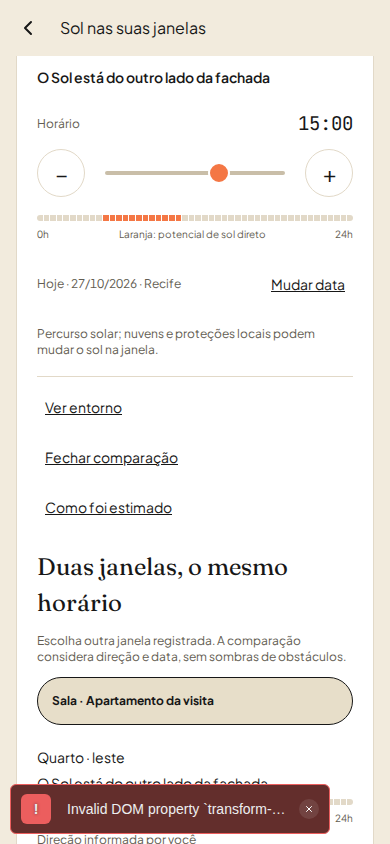 Sol nas suas janelas
O Sol está do outro lado da fachada
Horário
15:00
−
+
0h
Laranja: potencial de sol direto
24h
Hoje · 27/10/2026 · Recife
Mudar data
Percurso solar; nuvens e proteções locais podem
mudar o sol na janela.
Ver entorno
Fechar comparação
Como foi estimado
Duas janelas, o mesmo
horário
Escolha outra janela registrada. A comparação
considera direção e data, sem sombras de obstáculos.
Sala · Apartamento da visita
Quarto · leste
O Sol está do outro lado da fachada
! Invalid DOM property `transform-... ×
24h
Direção informada por você